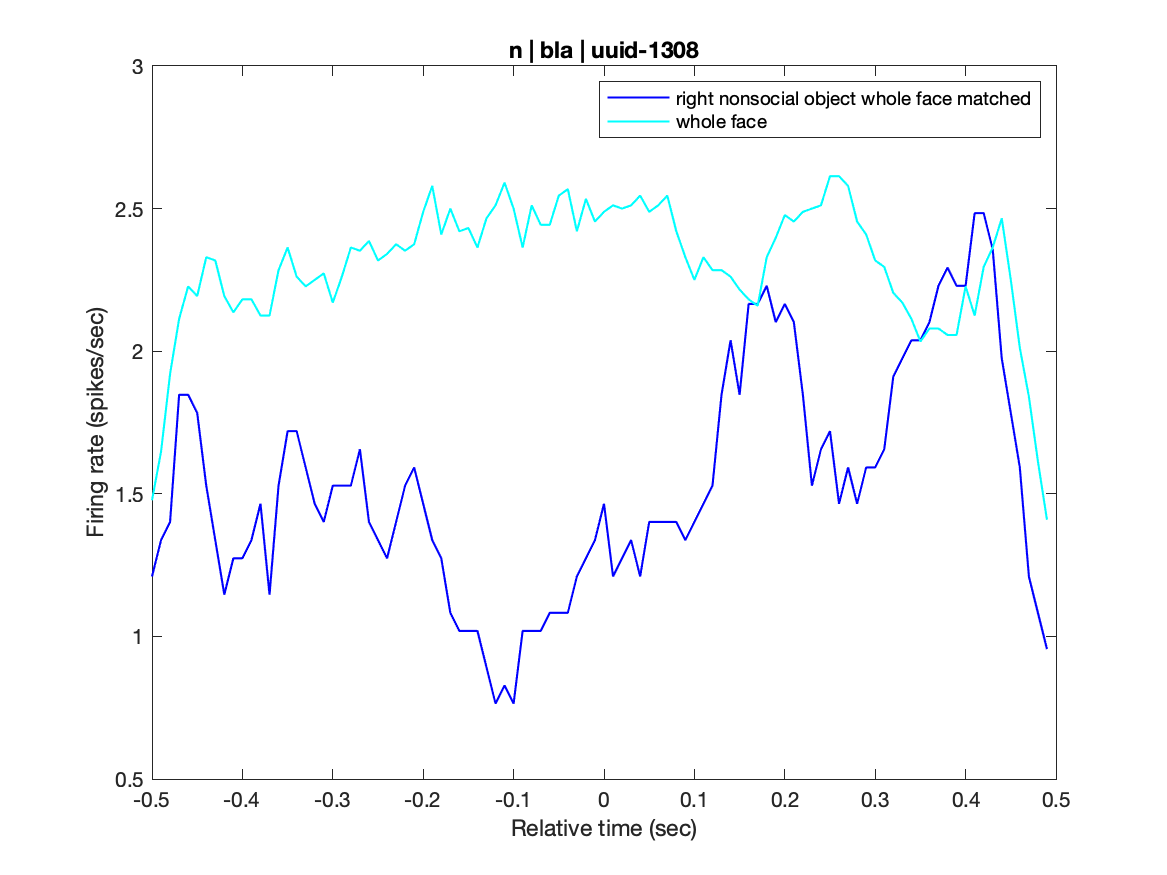 n | bla | uuid-1308
right nonsocial object whole face matched
whole face
Firing rate (spikes/sec)
3
2.5
2
1.5
1
0.5
-0.5 -0.4 -0.3 -0.2 -0.1 0 0.1 0.2 0.3 0.4 0.5
Relative time (sec)